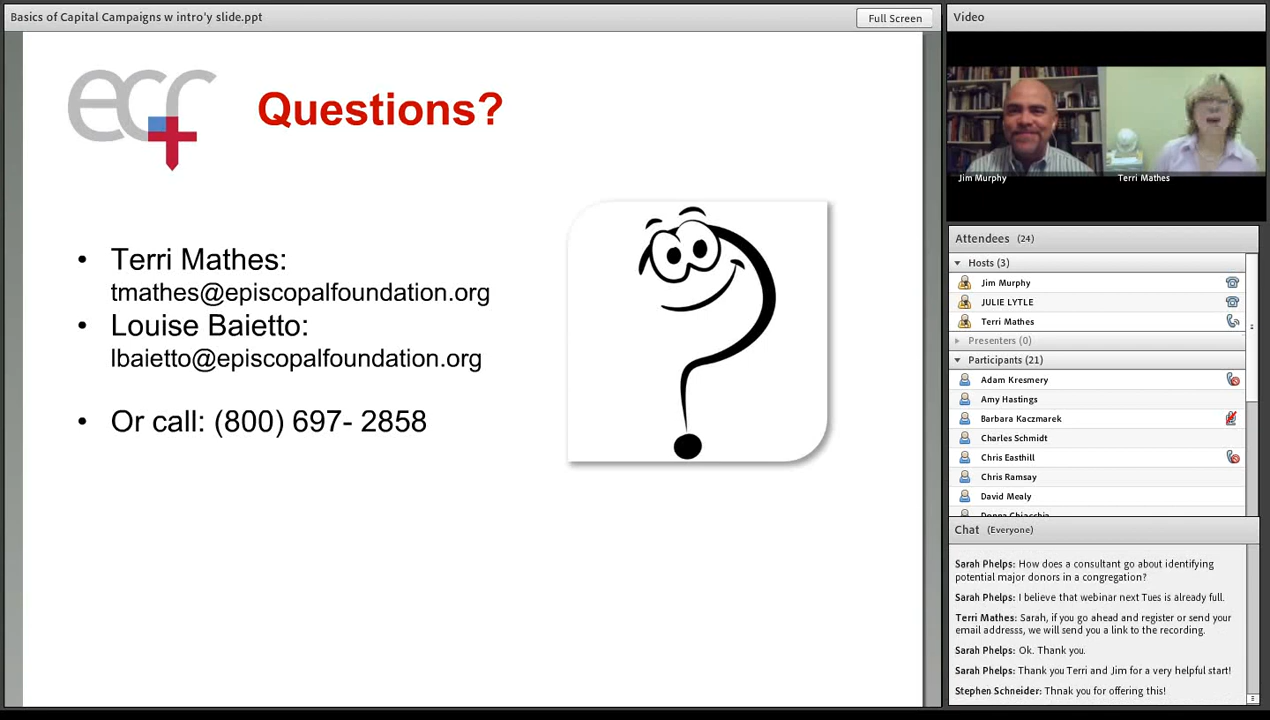 Basics of Capital Campaigns w intro'y slide.ppt
Full Screen
ecf
Questions?
• Terri Mathes:
tmathes@episcopalfoundation.org
• Louise Baietto:
lbaietto@episcopalfoundation.org
• Or call: (800) 697- 2858
Video
Jim Murphy
Terri Mathes
Attendees (24)
Hosts (3)
Jim Murphy
JULIE LYTLE
Terri Mathes
Presenters (0)
Participants (21)
Adam Kresmery
Amy Hastings
Barbara Kaczmarek
Charles Schmidt
Chris Easthill
Chris Ramsay
David Mealy
Chat (Everyone)
Sarah Phelps: How does a consultant go about identifying
potential major donors in a congregation?
Sarah Phelps: I believe that webinar next Tues is already full.
Terri Mathes: Sarah, if you go ahead and register or send your
email addresss, we will send you a link to the recording.
Sarah Phelps: Ok. Thank you.
Sarah Phelps: Thank you Terri and Jim for a very helpful start!
Stephen Schneider: Thnak you for offering this!